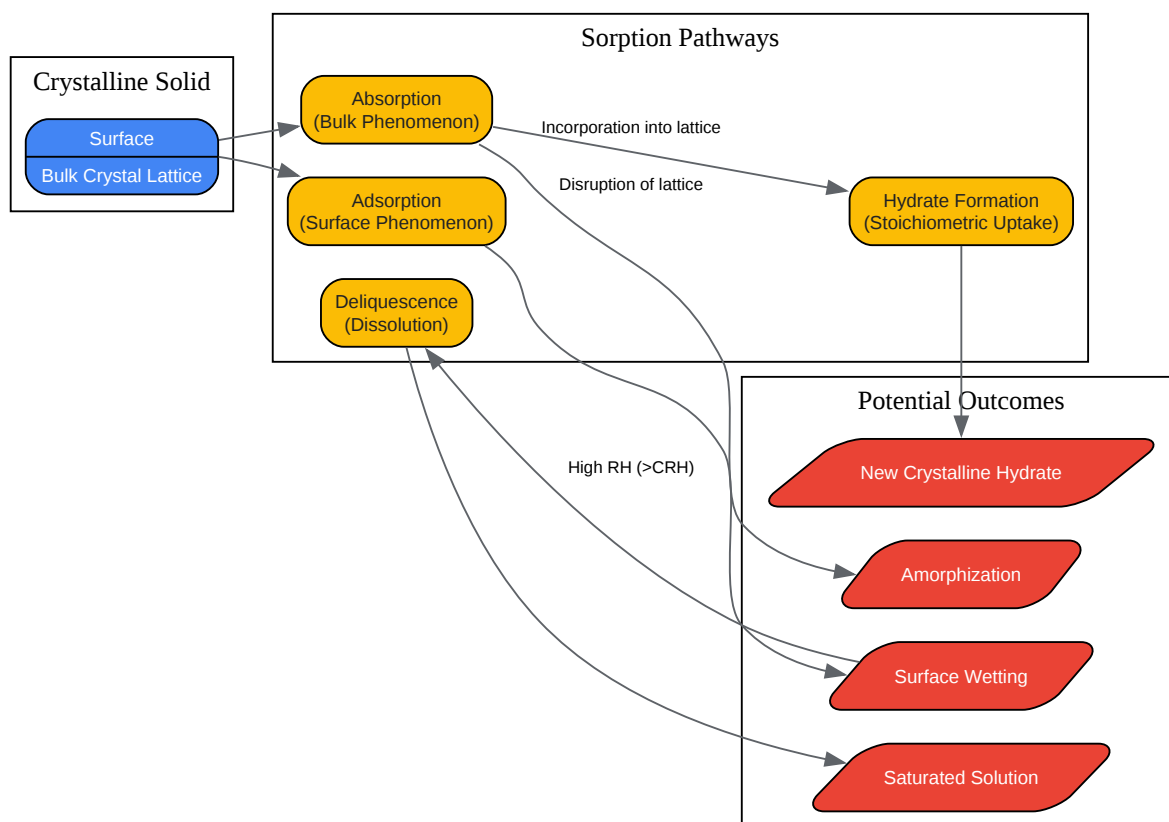 Sorption Pathways
Crystalline Solid
Surface
Bulk Crystal Lattice
Absorption
(Bulk Phenomenon)
Incorporation into lattice
Disruption of lattice
Adsorption
(Surface Phenomenon)
Hydrate Formation
(Stoichiometric Uptake)
Deliquescence
(Dissolution)
Potential Outcomes
High RH (>CRH)
New Crystalline Hydrate
Amorphization
Surface Wetting
Saturated Solution